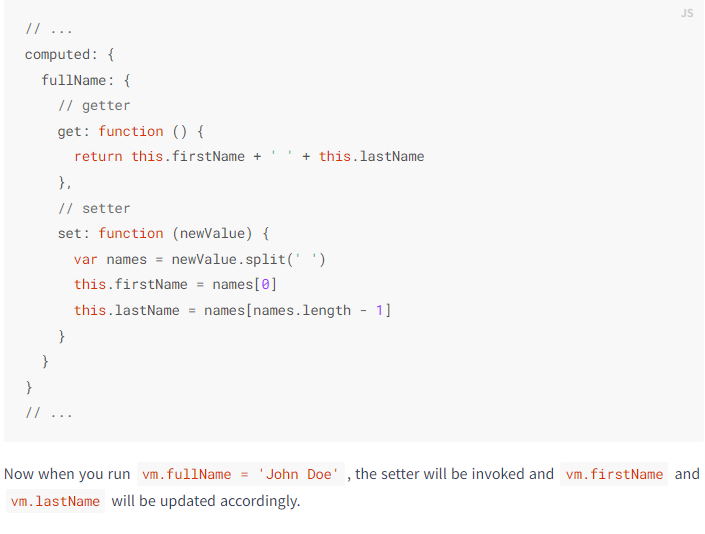 JS
// ...
computed: {
  fullName: {
    // getter
    get: function () {
      return this.firstName + ' ' + this.lastName
    },
    // setter
    set: function (newValue) {
      var names = newValue.split(' ')
      this.firstName = names[0]
      this.lastName = names[names.length - 1]
    }
  }
}
// ...
Now when you run vm.fullName = 'John Doe' , the setter will be invoked and vm.firstName and
vm.lastName will be updated accordingly.